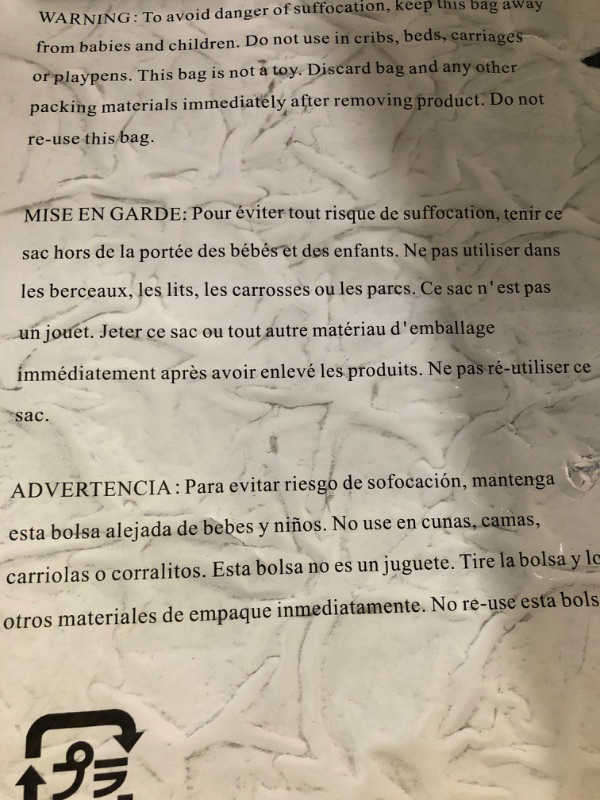 WARNING: To avoid danger of suffocation, keep this bag away
from babies and children. Do not use in cribs, beds, carriages
or playpens. This bag is not a toy. Discard bag and any other
packing materials immediately after removing product. Do not
re-use this bag.
MISE EN GARDE: Pour éviter tout risque de suffocation, tenir ce
sac hors de la portée des bébés et des enfants. Ne pas utiliser dans
les berceaux, les lits, les carrosses ou les parcs. Ce sac n'est pas
un jouet. Jeter ce sac ou tout autre matériau d'emballage
immédiatement après avoir enlevé les produits. Ne pas ré-utiliser ce
sac.
ADVERTENCIA: Para evitar riesgo de sofocación, mantenga
esta bolsa alejada de bebes y niños. No use en cunas, camas,
carriolas o corralitos. Esta bolsa no es un juguete. Tire la bolsa y lo
otros materiales de empaque inmediatamente. No re-use esta bols
プラ